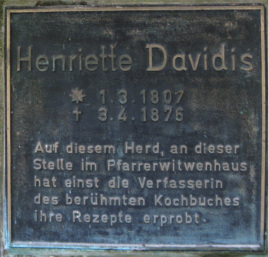 Henriette Davidis
* 1.3.1801
† 3.4.1876
Auf diesem Herd, an dieser
Stelle im Pfarrerwitwenhaus
hat einst die Verfasserin
des berühmten Kochbuches
ihre Rezepte erprobt.